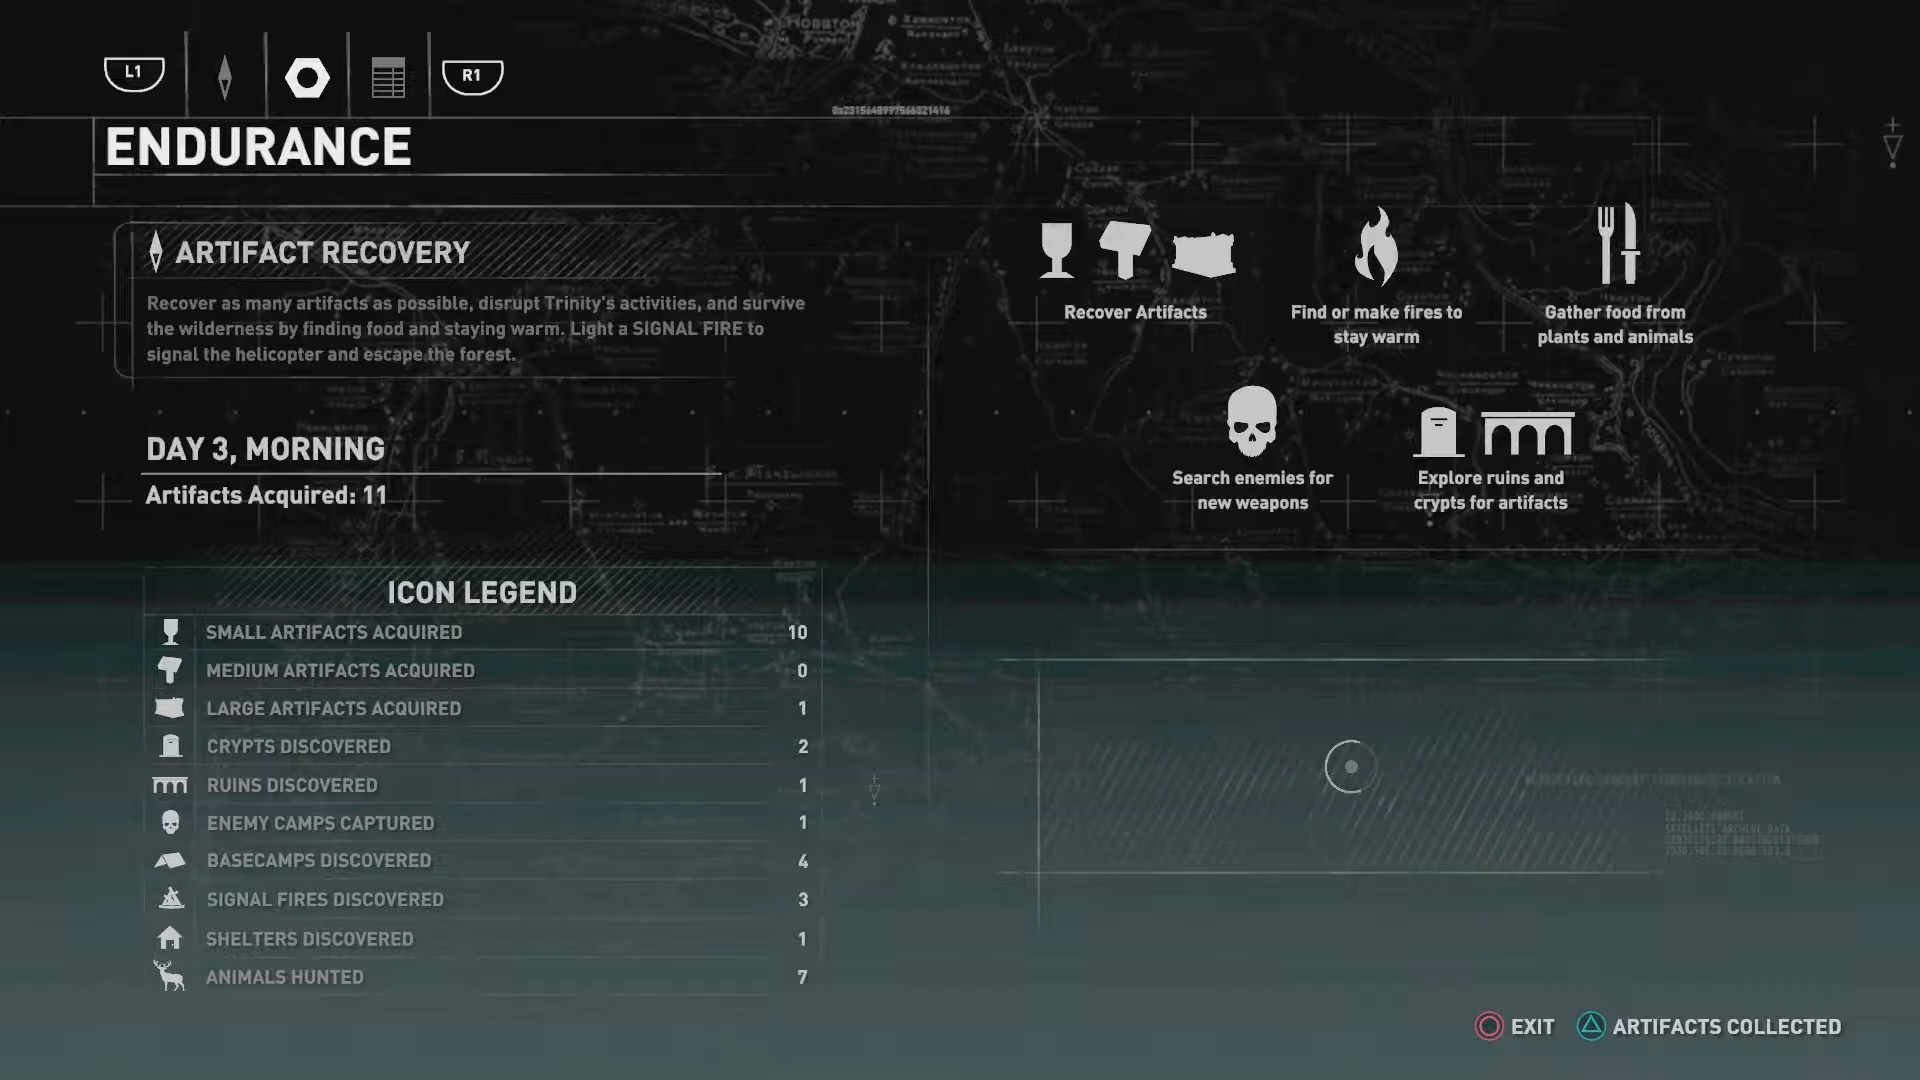 L1
R1
0x2315648997566321416
ENDURANCE
ARTIFACT RECOVERY
Recover as many artifacts as possible, disrupt Trinity's activities, and survive
the wilderness by finding food and staying warm. Light a SIGNAL FIRE to
signal the helicopter and escape the forest.
DAY 3, MORNING
Artifacts Acquired: 11
ICON LEGEND
SMALL ARTIFACTS ACQUIRED 10
MEDIUM ARTIFACTS ACQUIRED 0
LARGE ARTIFACTS ACQUIRED 1
CRYPTS DISCOVERED 2
RUINS DISCOVERED 1
ENEMY CAMPS CAPTURED 1
BASECAMPS DISCOVERED 4
SIGNAL FIRES DISCOVERED 3
SHELTERS DISCOVERED 1
ANIMALS HUNTED 7
Recover Artifacts
Find or make fires to
stay warm
Gather food from
plants and animals
Search enemies for
new weapons
Explore ruins and
crypts for artifacts
EXIT
ARTIFACTS COLLECTED